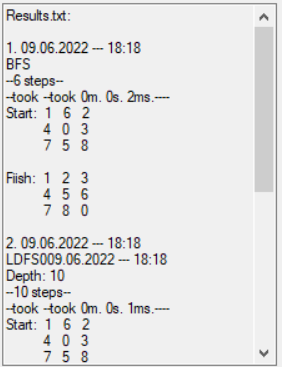 Results.txt:
1. 09.06.2022 --- 18:18
BFS
--6 steps--
--took --took 0m. 0s. 2ms.----
Start: 1 6 2
4 0 3
7 5 8
Fiish: 1 2 3
4 5 6
7 8 0
2. 09.06.2022 --- 18:18
LDFS009.06.2022 --- 18:18
Depth: 10
--10 steps--
--took --took 0m. 0s. 1ms.----
Start: 1 6 2
4 0 3
7 5 8